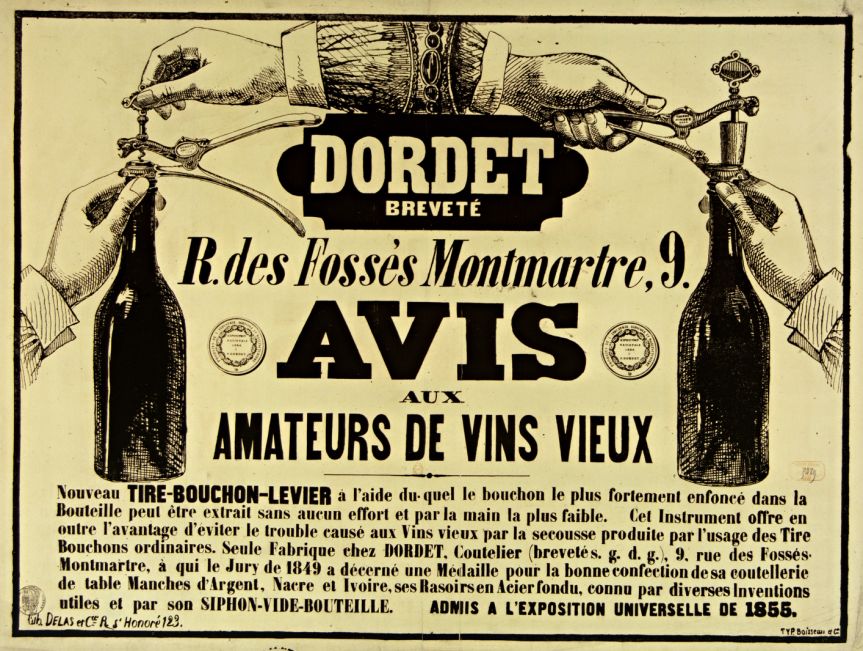 DORDET
BREVETÉ
R. des Fossés Montmartre, 9.
AVIS
AUX
AMATEURS DE VINS VIEUX
Nouveau TIRE-BOUCHON-LEVIER à l'aide du-quel le bouchon le plus fortement enfoncé dans la
Bouteille peut être extrait sans aucun effort et par la main la plus faible. Cet Instrument offre en
outre l'avantage d'éviter le trouble causé aux Vins vieux par la secousse produite par l'usage des Tire
Bouchons ordinaires. Seule Fabrique chez DORDET, Coutelier (breveté s. g. d. g.), 9, rue des Fossés-
Montmartre, à qui le Jury de 1849 a décerné une Médaille pour la bonne confection de sa coutellerie
de table Manches d'Argent, Nacre et Ivoire, ses Rasoirs en Acier fondu, connu par diverses Inventions
utiles et par son SIPHON-VIDE-BOUTEILLE. ADMIS A L'EXPOSITION UNIVERSELLE DE 1855.
Lith. DELAS et Cie R. St Honoré 123.
TYP. Boisseau et Cie